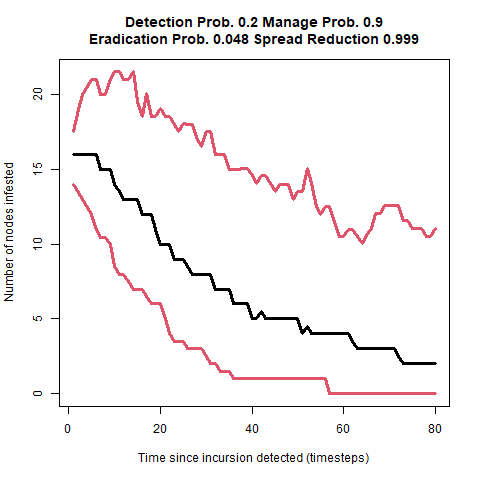 Detection Prob. 0.2 Manage Prob. 0.9
Eradication Prob. 0.048 Spread Reduction 0.999
Number of nodes infested
20
15
10
5
0
0 20 40 60 80
Time since incursion detected (timesteps)